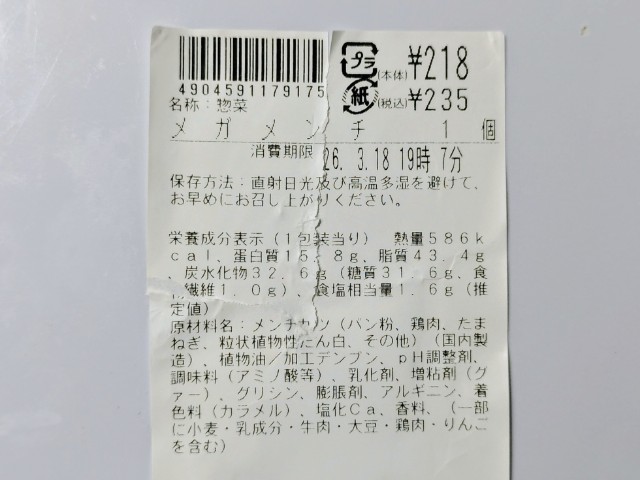 プラ (本体) ¥218
紙 (税込) ¥235
4904591179175
名称：惣菜
メガメンチ 1個
消費期限 26. 3.18 19時 7分
保存方法：直射日光及び高温多湿を避けて、
お早めにお召し上がりください。
栄養成分表示（1包装当り） 熱量586k
cal、蛋白質15.8g、脂質43.4g
、炭水化物32.6g（糖質31.6g、食
繊維1.0g）、食塩相当量1.6g（推
定値）
原材料名：メンチカツ（パン粉、鶏肉、たま
ねぎ、粒状植物性たん白、その他）（国内製
造）、植物油／加工デンプン、pH調整剤、
調味料（アミノ酸等）、乳化剤、増粘剤（グ
ァー）、グリシン、膨脹剤、アルギニン、着
色料（カラメル）、塩化Ca、香料、（一部
に小麦・乳成分・牛肉・大豆・鶏肉・りんご
を含む）